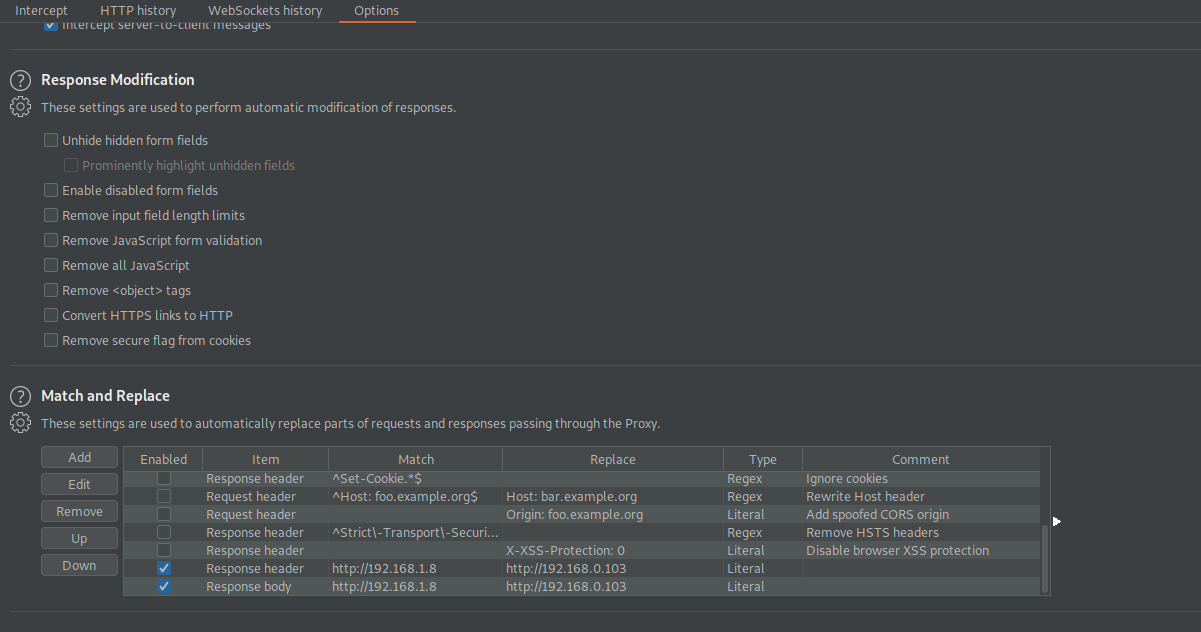 Intercept HTTP history WebSockets history Options
Intercept server-to-client messages
Response Modification
These settings are used to perform automatic modification of responses.
Unhide hidden form fields
Prominently highlight unhidden fields
Enable disabled form fields
Remove input field length limits
Remove JavaScript form validation
Remove all JavaScript
Remove <object> tags
Convert HTTPS links to HTTP
Remove secure flag from cookies
Match and Replace
These settings are used to automatically replace parts of requests and responses passing through the Proxy.
Add
Edit
Remove
Up
Down
Enabled Item Match Replace Type Comment
Response header ^Set-Cookie.*$ Regex Ignore cookies
Request header ^Host: foo.example.org$ Host: bar.example.org Regex Rewrite Host header
Request header Origin: foo.example.org Literal Add spoofed CORS origin
Response header ^Strict\-Transport\-Securi... Regex Remove HSTS headers
Response header X-XSS-Protection: 0 Literal Disable browser XSS protection
Response header http://192.168.1.8 http://192.168.0.103 Literal
Response body http://192.168.1.8 http://192.168.0.103 Literal